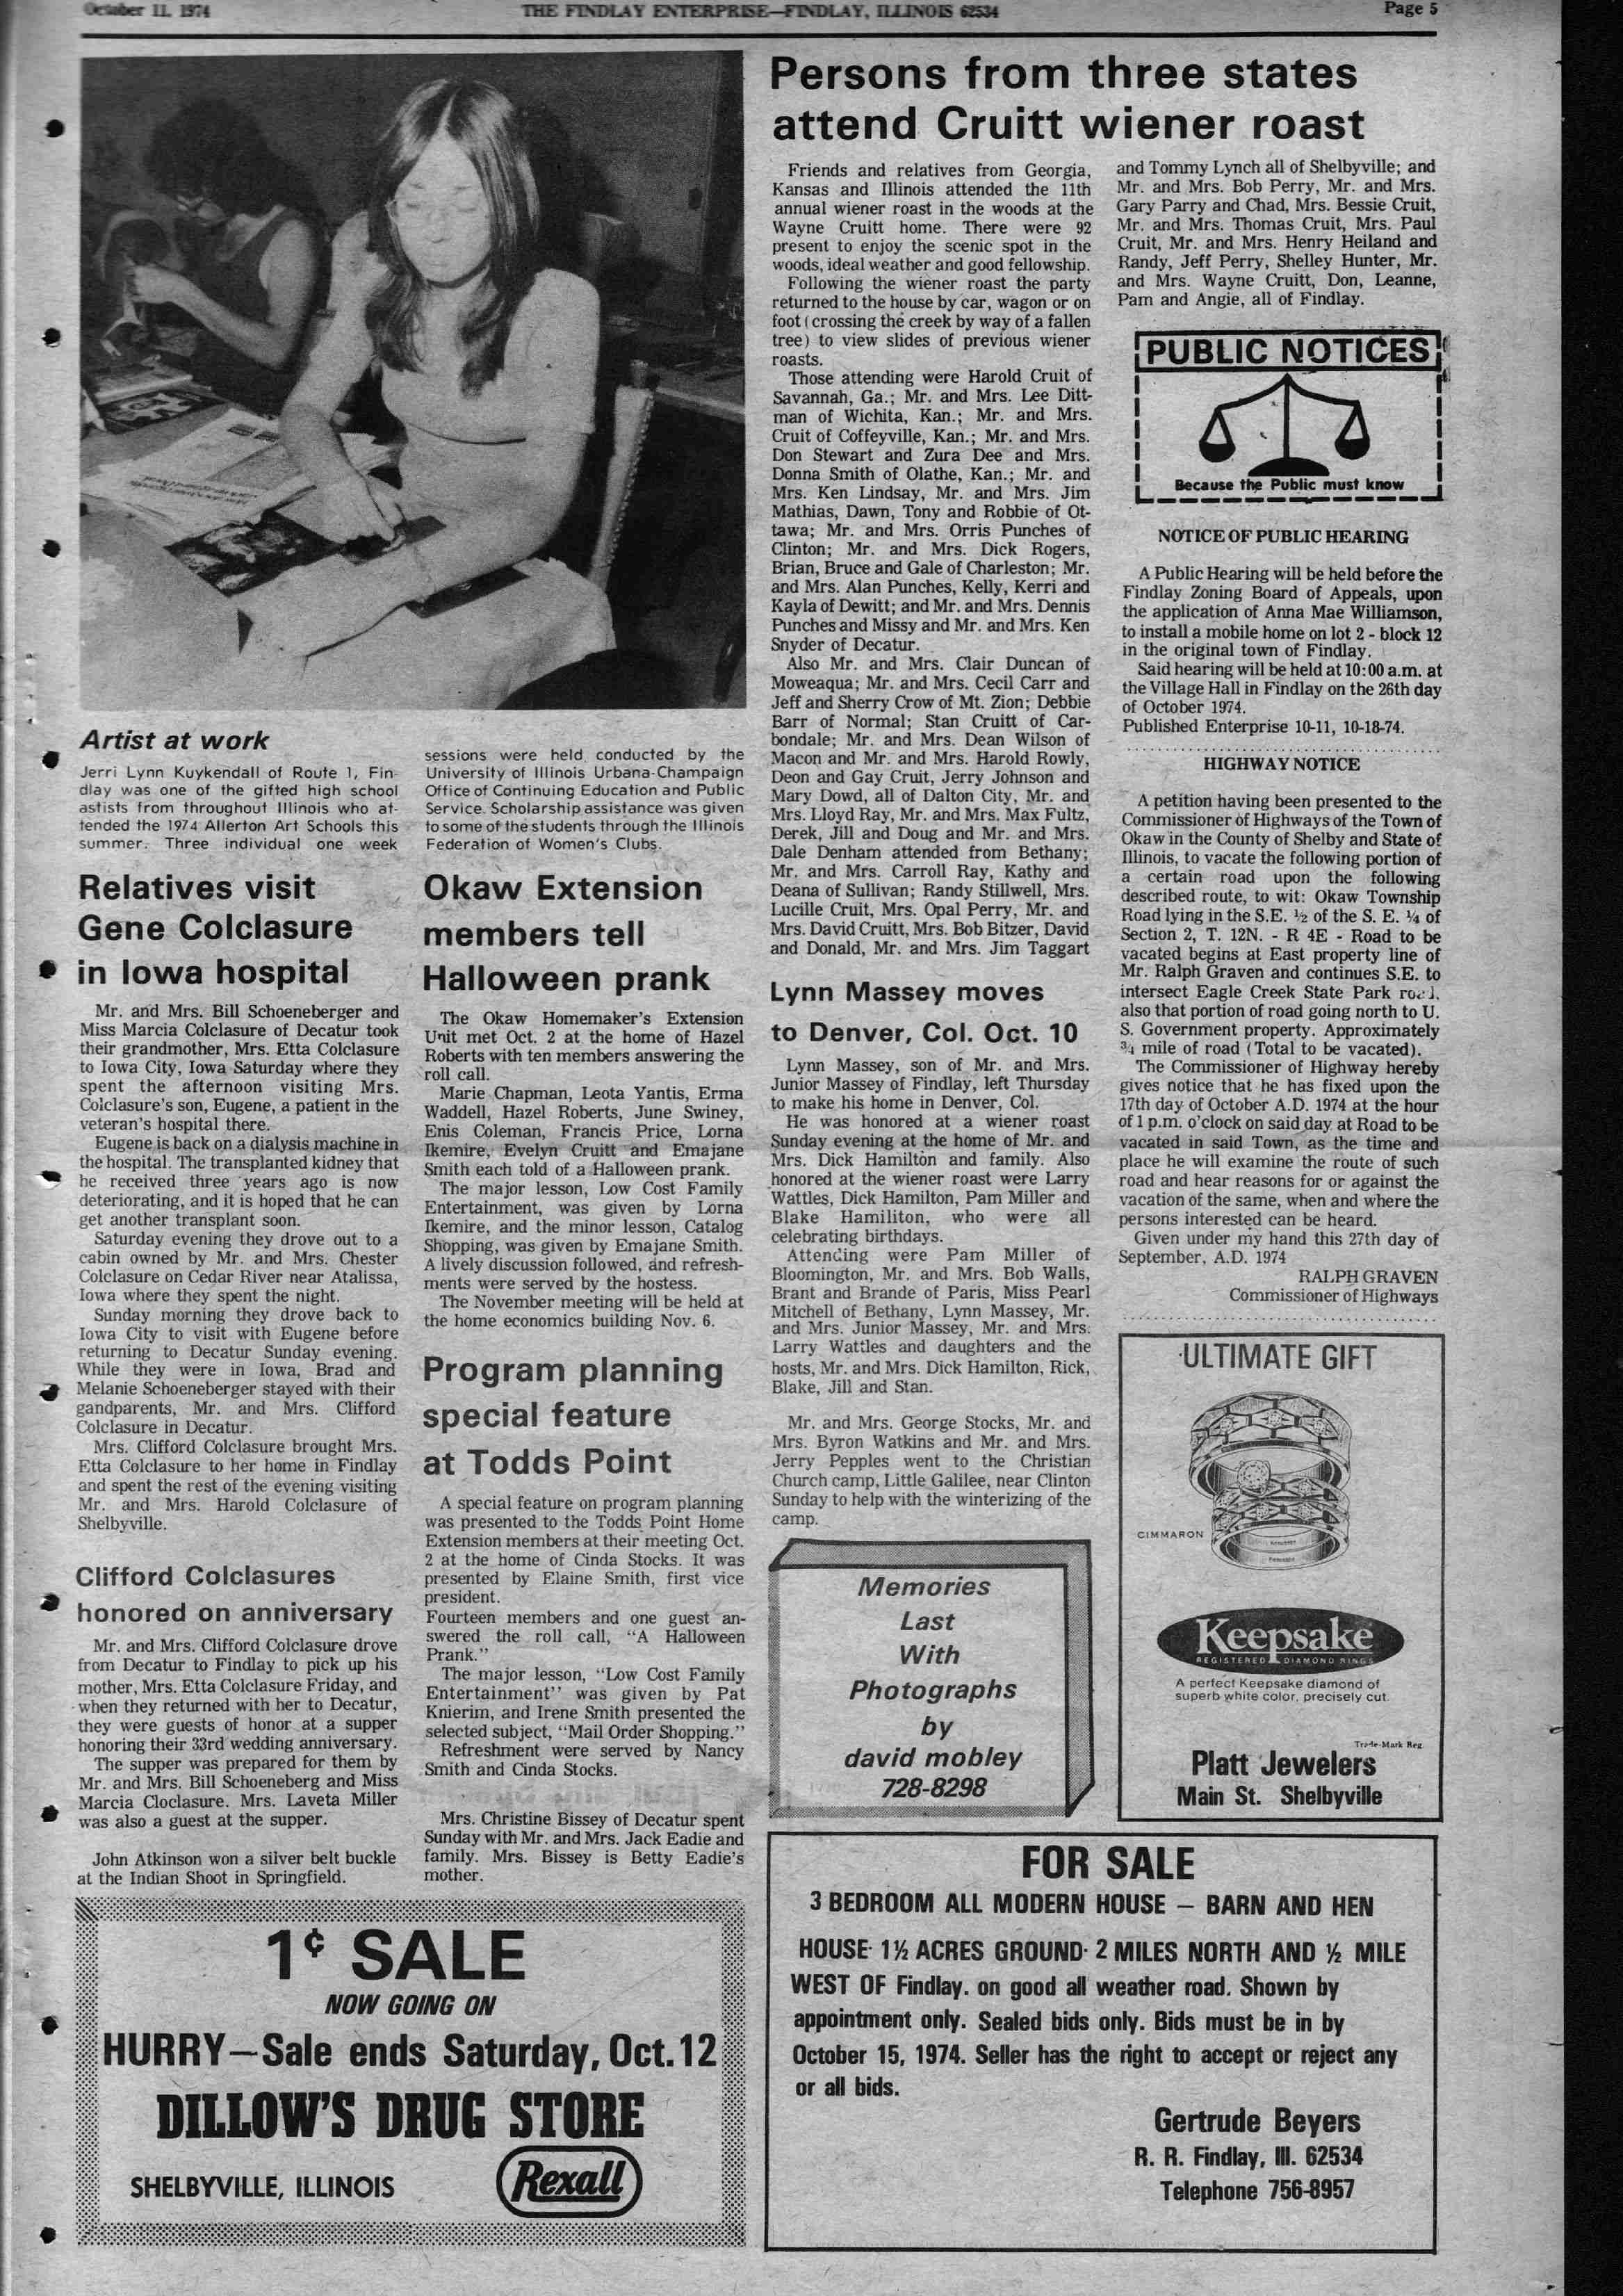 October 11, 1974
THE FINDLAY ENTERPRISE—FINDLAY, ILLINOIS 62534
Page 5
Artist at work
Jerri Lynn Kuykendall of Route 1, Fin-
dlay was one of the gifted high school
astists from throughout Illinois who at-
tended the 1974 Allerton Art Schools this
summer. Three individual one week
sessions were held conducted by the
University of Illinois Urbana-Champaign
Office of Continuing Education and Public
Service. Scholarship assistance was given
to some of the students through the Illinois
Federation of Women's Clubs.
Relatives visit
Gene Colclasure
in Iowa hospital
Mr. and Mrs. Bill Schoeneberger and
Miss Marcia Colclasure of Decatur took
their grandmother, Mrs. Etta Colclasure
to Iowa City, Iowa Saturday where they
spent the afternoon visiting Mrs.
Colclasure's son, Eugene, a patient in the
veteran's hospital there.
Eugene is back on a dialysis machine in
the hospital. The transplanted kidney that
he received three years ago is now
deteriorating, and it is hoped that he can
get another transplant soon.
Saturday evening they drove out to a
cabin owned by Mr. and Mrs. Chester
Colclasure on Cedar River near Atalissa,
Iowa where they spent the night.
Sunday morning they drove back to
Iowa City to visit with Eugene before
returning to Decatur Sunday evening.
While they were in Iowa, Brad and
Melanie Schoeneberger stayed with their
gandparents, Mr. and Mrs. Clifford
Colclasure in Decatur.
Mrs. Clifford Colclasure brought Mrs.
Etta Colclasure to her home in Findlay
and spent the rest of the evening visiting
Mr. and Mrs. Harold Colclasure of
Shelbyville.
Clifford Colclasures
honored on anniversary
Mr. and Mrs. Clifford Colclasure drove
from Decatur to Findlay to pick up his
mother, Mrs. Etta Colclasure Friday, and
when they returned with her to Decatur,
they were guests of honor at a supper
honoring their 33rd wedding anniversary.
The supper was prepared for them by
Mr. and Mrs. Bill Schoeneberg and Miss
Marcia Cloclasure. Mrs. Laveta Miller
was also a guest at the supper.
John Atkinson won a silver belt buckle
at the Indian Shoot in Springfield.
Okaw Extension
members tell
Halloween prank
The Okaw Homemaker's Extension
Unit met Oct. 2 at the home of Hazel
Roberts with ten members answering the
roll call.
Marie Chapman, Leota Yantis, Erma
Waddell, Hazel Roberts, June Swiney,
Enis Coleman, Francis Price, Lorna
Ikemire, Evelyn Cruitt and Emajane
Smith each told of a Halloween prank.
The major lesson, Low Cost Family
Entertainment, was given by Lorna
Ikemire, and the minor lesson, Catalog
Shopping, was given by Emajane Smith.
A lively discussion followed, and refresh-
ments were served by the hostess.
The November meeting will be held at
the home economics building Nov. 6.
Program planning
special feature
at Todds Point
A special feature on program planning
was presented to the Todds Point Home
Extension members at their meeting Oct.
2 at the home of Cinda Stocks. It was
presented by Elaine Smith, first vice
president.
Fourteen members and one guest an-
swered the roll call, "A Halloween
Prank."
The major lesson, "Low Cost Family
Entertainment" was given by Pat
Knierim, and Irene Smith presented the
selected subject, "Mail Order Shopping."
Refreshment were served by Nancy
Smith and Cinda Stocks.
Mrs. Christine Bissey of Decatur spent
Sunday with Mr. and Mrs. Jack Eadie and
family. Mrs. Bissey is Betty Eadie's
mother.
1¢ SALE
NOW GOING ON
HURRY—Sale ends Saturday, Oct. 12
DILLOW'S DRUG STORE
SHELBYVILLE, ILLINOIS
Rexall
Persons from three states
attend Cruitt wiener roast
Friends and relatives from Georgia,
Kansas and Illinois attended the 11th
annual wiener roast in the woods at the
Wayne Cruitt home. There were 92
present to enjoy the scenic spot in the
woods, ideal weather and good fellowship.
Following the wiener roast the party
returned to the house by car, wagon or on
foot (crossing the creek by way of a fallen
tree) to view slides of previous wiener
roasts.
Those attending were Harold Cruit of
Savannah, Ga.; Mr. and Mrs. Lee Ditt-
man of Wichita, Kan.; Mr. and Mrs.
Cruit of Coffeyville, Kan.; Mr. and Mrs.
Don Stewart and Zura Dee and Mrs.
Donna Smith of Olathe, Kan.; Mr. and
Mrs. Ken Lindsay, Mr. and Mrs. Jim
Mathias, Dawn, Tony and Robbie of Ot-
tawa; Mr. and Mrs. Orris Punches of
Clinton; Mr. and Mrs. Dick Rogers,
Brian, Bruce and Gale of Charleston; Mr.
and Mrs. Alan Punches, Kelly, Kerri and
Kayla of Dewitt; and Mr. and Mrs. Dennis
Punches and Missy and Mr. and Mrs. Ken
Snyder of Decatur.
Also Mr. and Mrs. Clair Duncan of
Moweaqua; Mr. and Mrs. Cecil Carr and
Jeff and Sherry Crow of Mt. Zion; Debbie
Barr of Normal; Stan Cruitt of Car-
bondale; Mr. and Mrs. Dean Wilson of
Macon and Mr. and Mrs. Harold Rowly,
Deon and Gay Cruit, Jerry Johnson and
Mary Dowd, all of Dalton City, Mr. and
Mrs. Lloyd Ray, Mr. and Mrs. Max Fultz,
Derek, Jill and Doug and Mr. and Mrs.
Dale Denham attended from Bethany;
Mr. and Mrs. Carroll Ray, Kathy and
Deana of Sullivan; Randy Stillwell, Mrs.
Lucille Cruit, Mrs. Opal Perry, Mr. and
Mrs. David Cruitt, Mrs. Bob Bitzer, David
and Donald, Mr. and Mrs. Jim Taggart
and Tommy Lynch all of Shelbyville; and
Mr. and Mrs. Bob Perry, Mr. and Mrs.
Gary Parry and Chad, Mrs. Bessie Cruit,
Mr. and Mrs. Thomas Cruit, Mrs. Paul
Cruit, Mr. and Mrs. Henry Heiland and
Randy, Jeff Perry, Shelley Hunter, Mr.
and Mrs. Wayne Cruitt, Don, Leanne,
Pam and Angie, all of Findlay.
Lynn Massey moves
to Denver, Col. Oct. 10
Lynn Massey, son of Mr. and Mrs.
Junior Massey of Findlay, left Thursday
to make his home in Denver, Col.
He was honored at a wiener roast
Sunday evening at the home of Mr. and
Mrs. Dick Hamilton and family. Also
honored at the wiener roast were Larry
Wattles, Dick Hamilton, Pam Miller and
Blake Hamiliton, who were all
celebrating birthdays.
Attending were Pam Miller of
Bloomington, Mr. and Mrs. Bob Walls,
Brant and Brande of Paris, Miss Pearl
Mitchell of Bethany, Lynn Massey, Mr.
and Mrs. Junior Massey, Mr. and Mrs.
Larry Wattles and daughters and the
hosts, Mr. and Mrs. Dick Hamilton, Rick,
Blake, Jill and Stan.
Mr. and Mrs. George Stocks, Mr. and
Mrs. Byron Watkins and Mr. and Mrs.
Jerry Pepples went to the Christian
Church camp, Little Galilee, near Clinton
Sunday to help with the winterizing of the
camp.
Memories
Last
With
Photographs
by
david mobley
728-8298
PUBLIC NOTICES
Because the Public must know
NOTICE OF PUBLIC HEARING
A Public Hearing will be held before the
Findlay Zoning Board of Appeals, upon
the application of Anna Mae Williamson,
to install a mobile home on lot 2 - block 12
in the original town of Findlay.
Said hearing will be held at 10:00 a.m. at
the Village Hall in Findlay on the 26th day
of October 1974.
Published Enterprise 10-11, 10-18-74.
HIGHWAY NOTICE
A petition having been presented to the
Commissioner of Highways of the Town of
Okaw in the County of Shelby and State of
Illinois, to vacate the following portion of
a certain road upon the following
described route, to wit: Okaw Township
Road lying in the S.E. ½ of the S. E. ¼ of
Section 2, T. 12N. - R 4E - Road to be
vacated begins at East property line of
Mr. Ralph Graven and continues S.E. to
intersect Eagle Creek State Park road,
also that portion of road going north to U.
S. Government property. Approximately
¾ mile of road (Total to be vacated).
The Commissioner of Highway hereby
gives notice that he has fixed upon the
17th day of October A.D. 1974 at the hour
of 1 p.m. o'clock on said day at Road to be
vacated in said Town, as the time and
place he will examine the route of such
road and hear reasons for or against the
vacation of the same, when and where the
persons interested can be heard.
Given under my hand this 27th day of
September, A.D. 1974
RALPH GRAVEN
Commissioner of Highways
ULTIMATE GIFT
CIMMARON
Keepsake
REGISTERED DIAMOND RINGS
A perfect Keepsake diamond of
superb white color, precisely cut.
Trade-Mark Reg.
Platt Jewelers
Main St. Shelbyville
FOR SALE
3 BEDROOM ALL MODERN HOUSE — BARN AND HEN
HOUSE- 1½ ACRES GROUND- 2 MILES NORTH AND ½ MILE
WEST OF Findlay. on good all weather road. Shown by
appointment only. Sealed bids only. Bids must be in by
October 15, 1974. Seller has the right to accept or reject any
or all bids.
Gertrude Beyers
R. R. Findlay, Ill. 62534
Telephone 756-8957